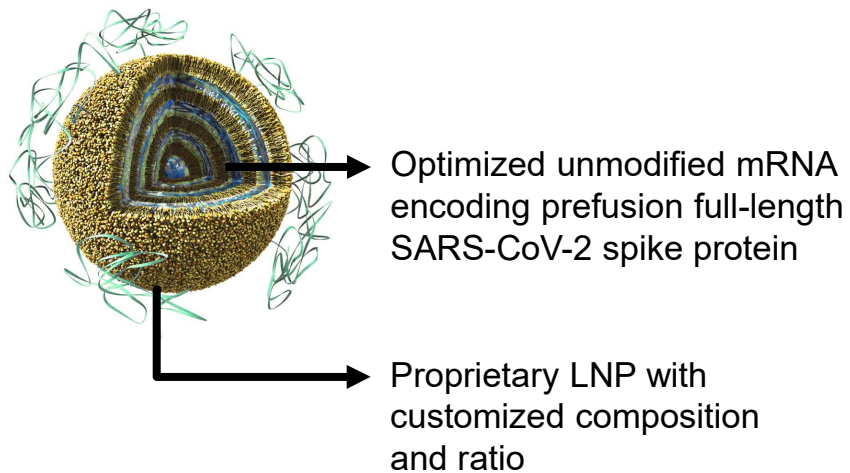 Optimized unmodified mRNA
encoding prefusion full-length
SARS-CoV-2 spike protein
Proprietary LNP with
customized composition
and ratio